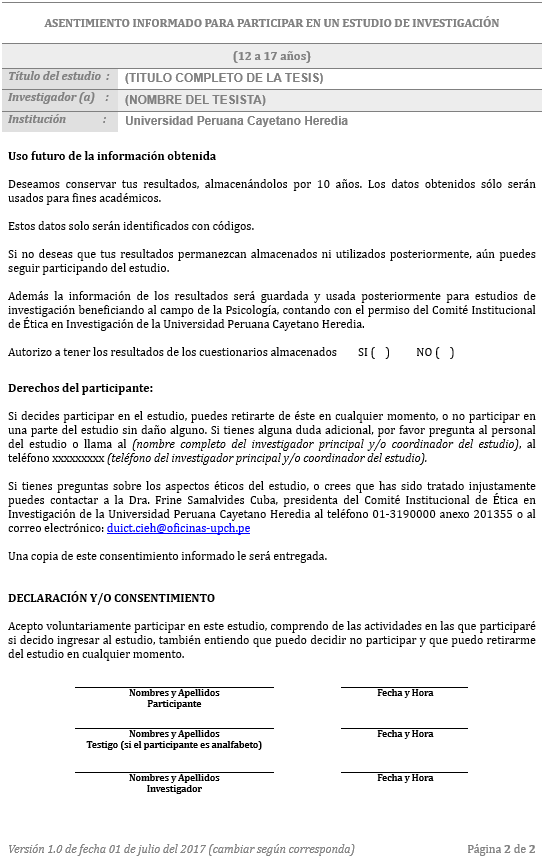 ASENTIMIENTO INFORMADO PARA PARTICIPAR EN UN ESTUDIO DE INVESTIGACIÓN
(12 a 17 años)
Título del estudio : (TITULO COMPLETO DE LA TESIS)
Investigador (a) : (NOMBRE DEL TESISTA)
Institución : Universidad Peruana Cayetano Heredia
Uso futuro de la información obtenida
Deseamos conservar tus resultados, almacenándolos por 10 años. Los datos obtenidos sólo serán
usados para fines académicos.
Estos datos solo serán identificados con códigos.
Si no deseas que tus resultados permanezcan almacenados ni utilizados posteriormente, aún puedes
seguir participando del estudio.
Además la información de los resultados será guardada y usada posteriormente para estudios de
investigación beneficiando al campo de la Psicología, contando con el permiso del Comité Institucional
de Ética en Investigación de la Universidad Peruana Cayetano Heredia.
Autorizo a tener los resultados de los cuestionarios almacenados SI ( ) NO ( )
Derechos del participante:
Si decides participar en el estudio, puedes retirarte de éste en cualquier momento, o no participar en
una parte del estudio sin daño alguno. Si tienes alguna duda adicional, por favor pregunta al personal
del estudio o llama al (nombre completo del investigador principal y/o coordinador del estudio), al
teléfono xxxxxxxxx (teléfono del investigador principal y/o coordinador del estudio).
Si tienes preguntas sobre los aspectos éticos del estudio, o crees que has sido tratado injustamente
puedes contactar a la Dra. Frine Samalvides Cuba, presidenta del Comité Institucional de Ética en
Investigación de la Universidad Peruana Cayetano Heredia al teléfono 01-3190000 anexo 201355 o al
correo electrónico: duict.cieh@oficinas-upch.pe
Una copia de este consentimiento informado le será entregada.
DECLARACIÓN Y/O CONSENTIMIENTO
Acepto voluntariamente participar en este estudio, comprendo de las actividades en las que participaré
si decido ingresar al estudio, también entiendo que puedo decidir no participar y que puedo retirarme
del estudio en cualquier momento.
Nombres y Apellidos Fecha y Hora
Participante
Nombres y Apellidos Fecha y Hora
Testigo (si el participante es analfabeto)
Nombres y Apellidos Fecha y Hora
Investigador
Versión 1.0 de fecha 01 de julio del 2017 (cambiar según corresponda) Página 2 de 2